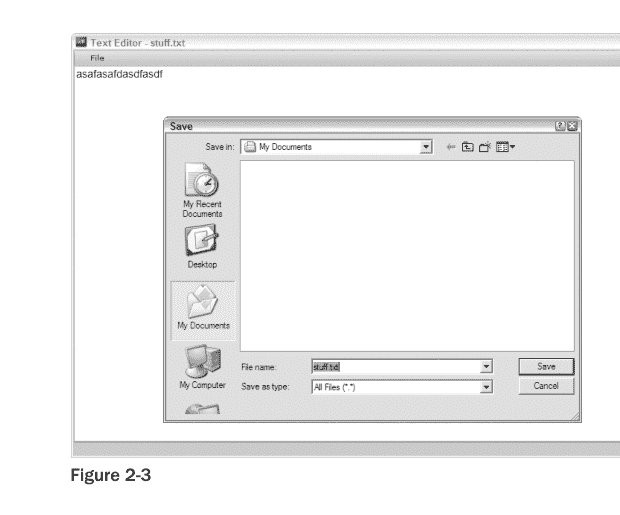 Text Editor - stuff.txt
File
asafasafdasdfasdf
Save
Save in:
My Documents
My Recent
Documents
Desktop
My Documents
My Computer
File name:
stuff.txt
Save
Save as type:
All Files (*.*)
Cancel
Figure 2-3